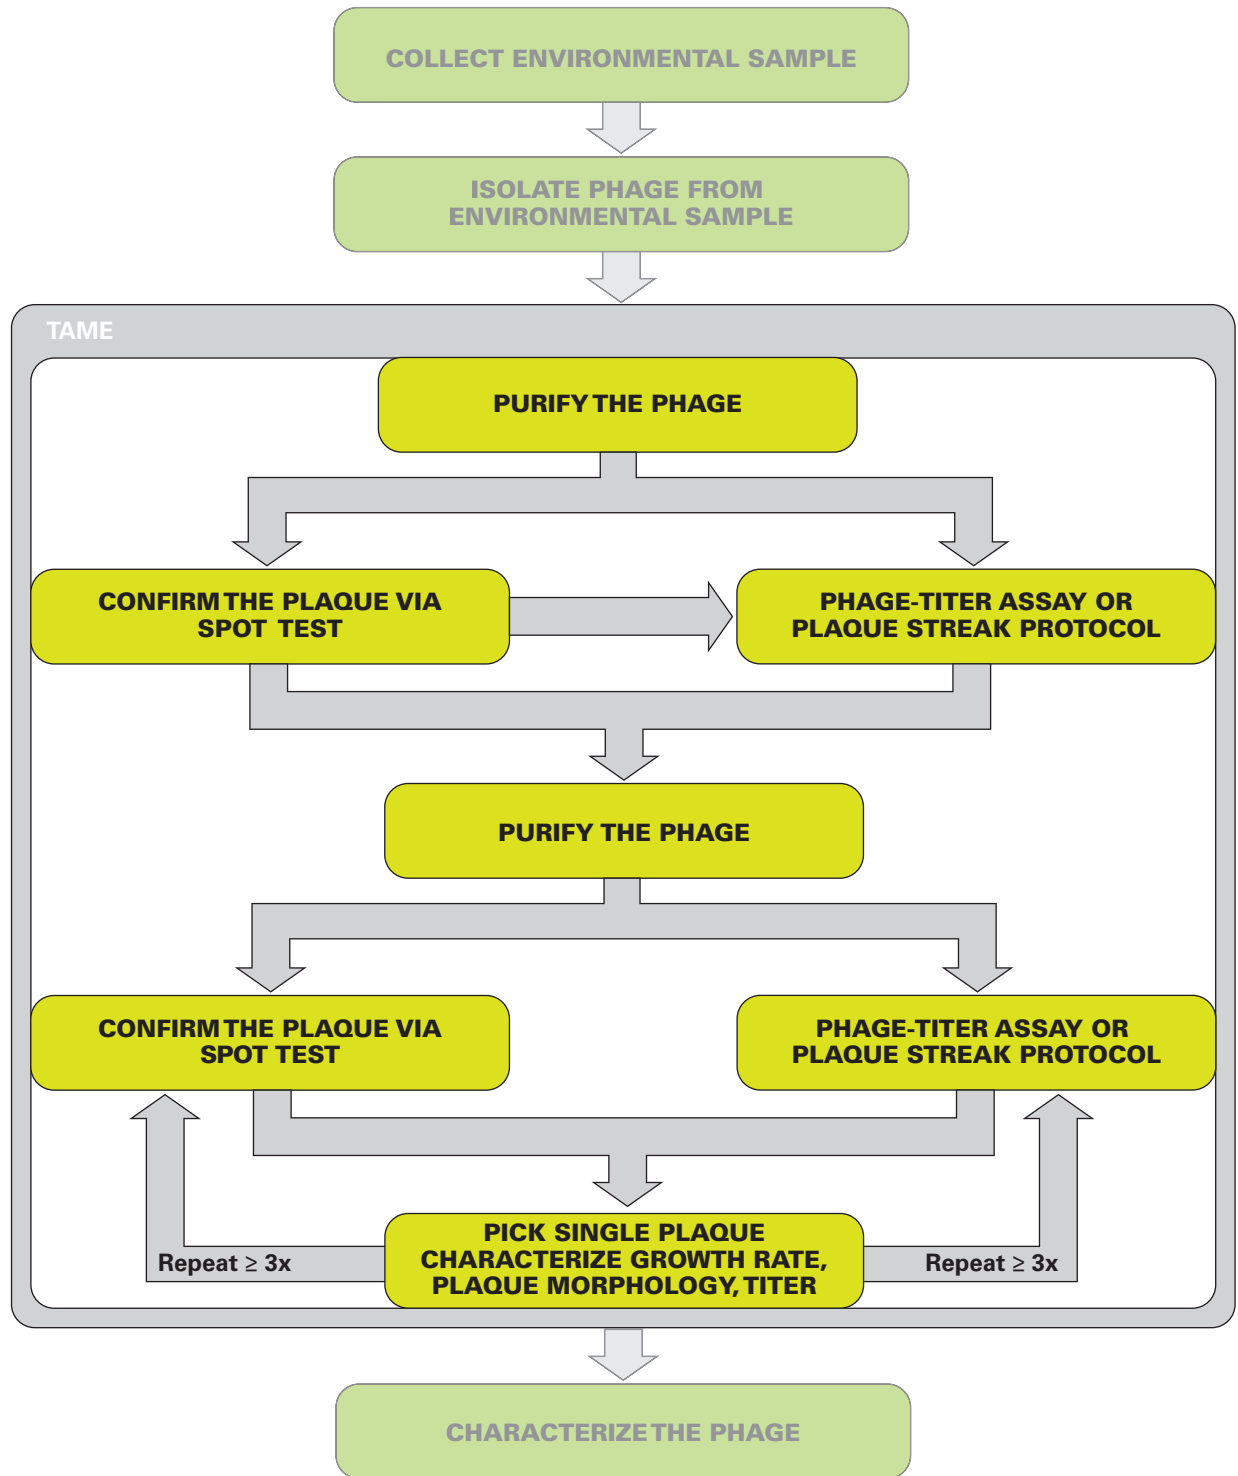 COLLECT ENVIRONMENTAL SAMPLE
ISOLATE PHAGE FROM
ENVIRONMENTAL SAMPLE
TAME
PURIFY THE PHAGE
CONFIRM THE PLAQUE VIA
SPOT TEST
PHAGE-TITER ASSAY OR
PLAQUE STREAK PROTOCOL
PURIFY THE PHAGE
CONFIRM THE PLAQUE VIA
SPOT TEST
PHAGE-TITER ASSAY OR
PLAQUE STREAK PROTOCOL
Repeat ≥ 3x
PICK SINGLE PLAQUE
CHARACTERIZE GROWTH RATE,
PLAQUE MORPHOLOGY, TITER
Repeat ≥ 3x
CHARACTERIZE THE PHAGE